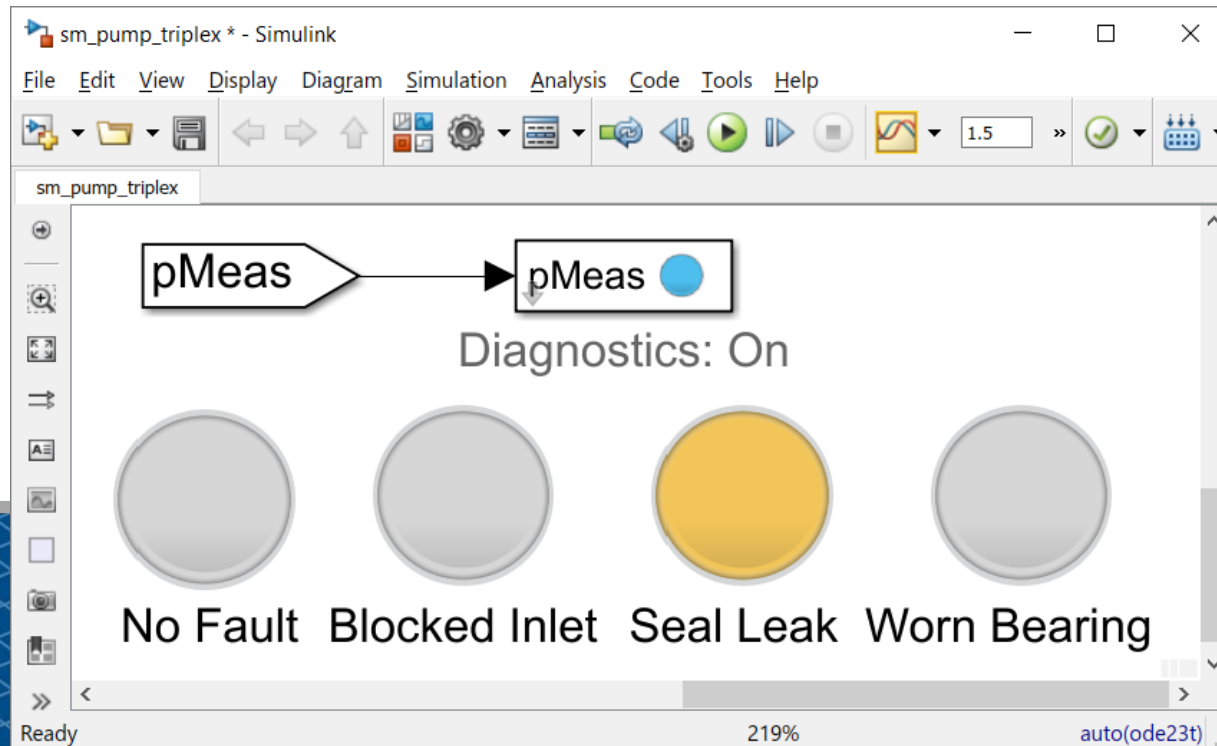 sm_pump_triplex * - Simulink
File Edit View Display Diagram Simulation Analysis Code Tools Help
1.5 »
sm_pump_triplex
pMeas pMeas
Diagnostics: On
No Fault Blocked Inlet Seal Leak Worn Bearing
Ready 219% auto(ode23t)